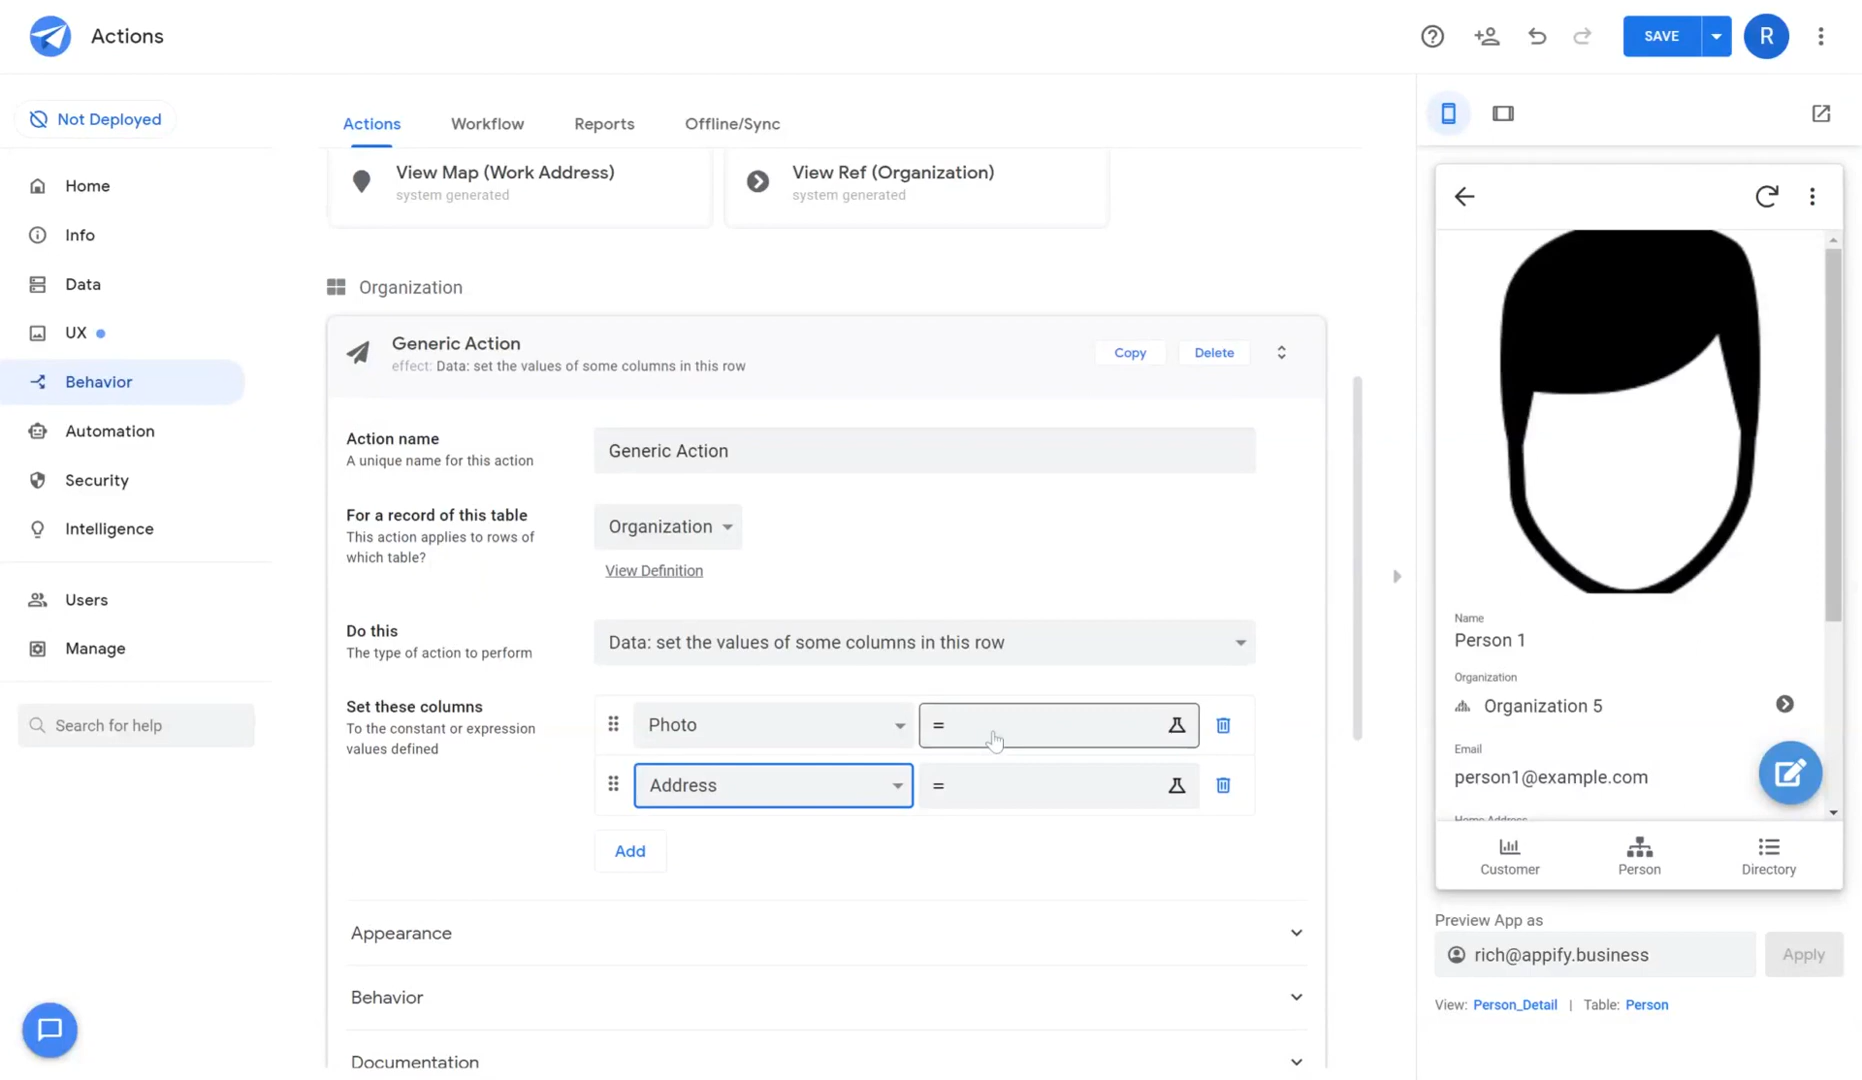 Actions
SAVE
R
Not Deployed
Home
Info
Data
UX
Behavior
Automation
Security
Intelligence
Users
Manage
Search for help
Actions
Workflow
Reports
Offline/Sync
View Map (Work Address)
system generated
View Ref (Organization)
system generated
Organization
Generic Action
effect: Data: set the values of some columns in this row
Copy
Delete
Action name
A unique name for this action
Generic Action
For a record of this table
This action applies to rows of
which table?
Organization
View Definition
Do this
The type of action to perform
Data: set the values of some columns in this row
Set these columns
To the constant or expression
values defined
Photo
=
Address
=
Add
Appearance
Behavior
Documentation
Name
Person 1
Organization
Organization 5
Email
person1@example.com
Home Address
Customer
Person
Directory
Preview App as
rich@appify.business
Apply
View: Person_Detail | Table: Person